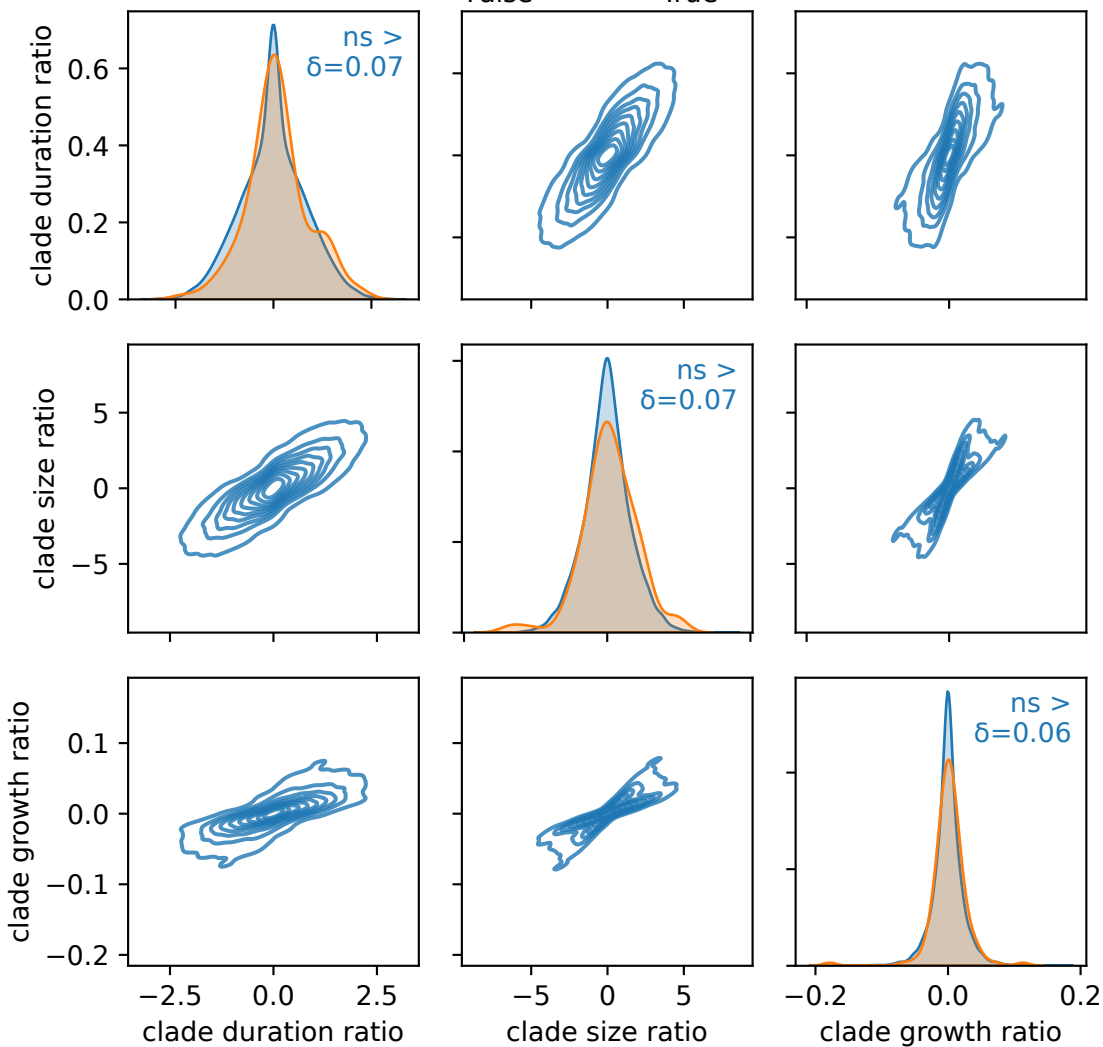 clade duration ratio
0.6
0.4
0.2
0.0
ns >
δ=0.07
clade size ratio
5
0
−5
ns >
δ=0.07
clade growth ratio
0.1
0.0
−0.1
−0.2
ns >
δ=0.06
−2.5 0.0 2.5
−5 0 5
−0.2 0.0 0.2
clade duration ratio
clade size ratio
clade growth ratio